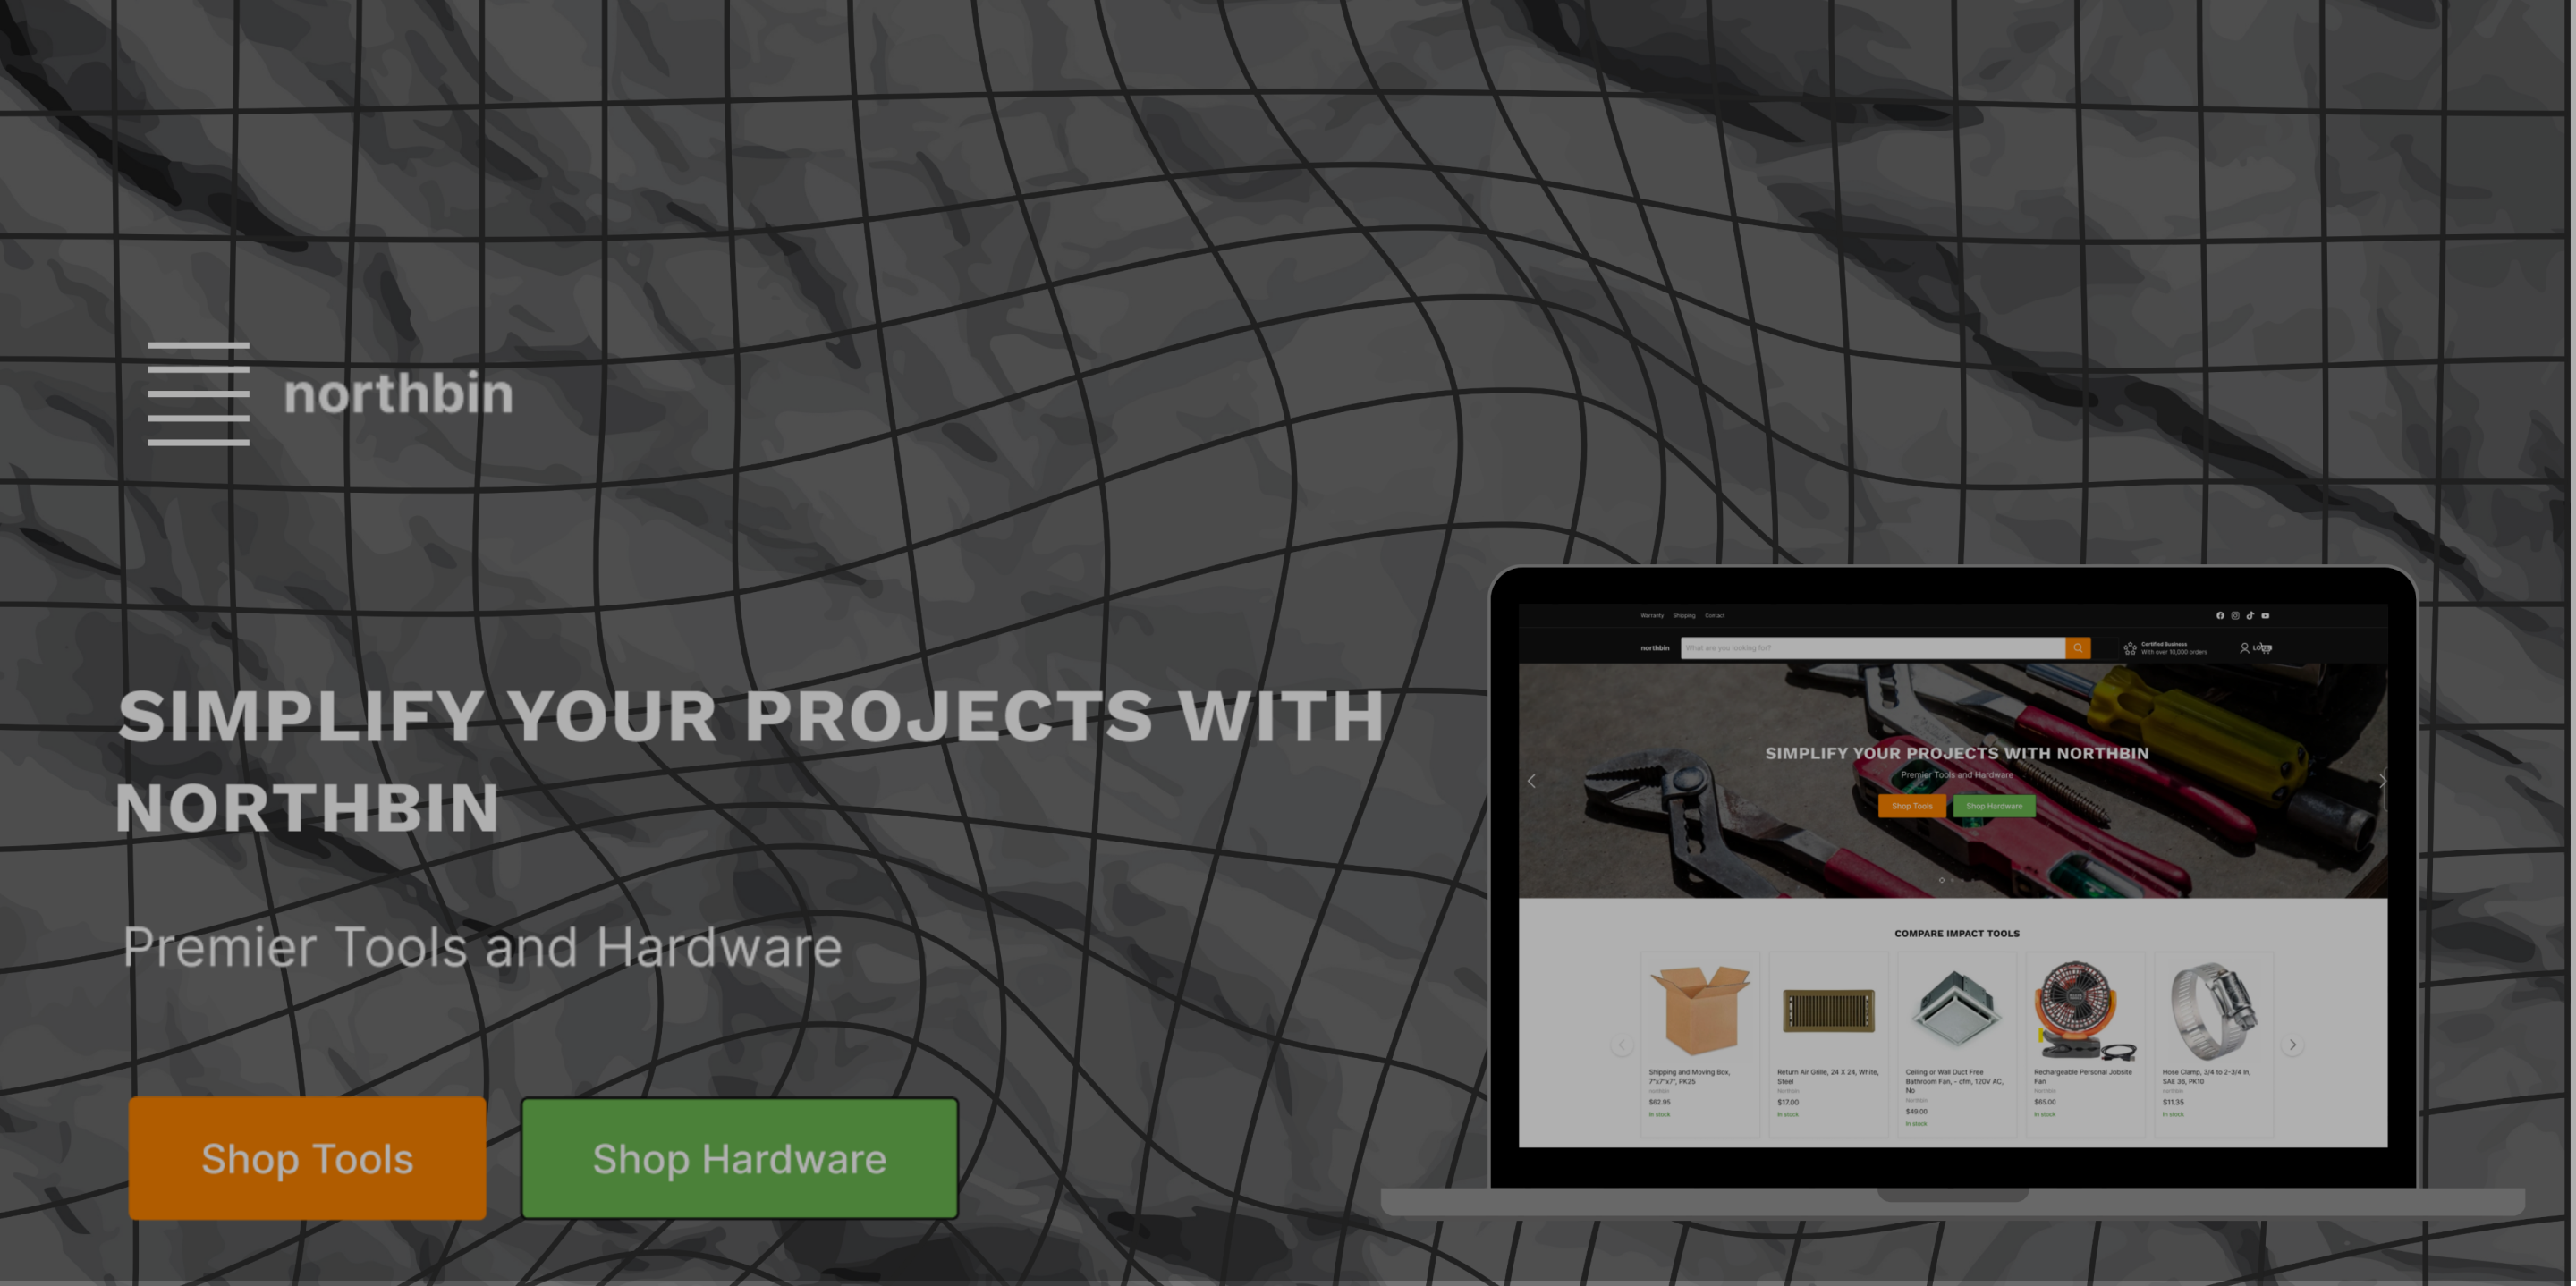 northbin
SIMPLIFY YOUR PROJECTS WITH
NORTHBIN
Premier Tools and Hardware
Shop Tools
Shop Hardware
Warranty Shipping Contact
northbin
What are you looking for?
Certified Business
With over 10,000 orders
SIMPLIFY YOUR PROJECTS WITH NORTHBIN
Premier Tools and Hardware
Shop Tools
Shop Hardware
COMPARE IMPACT TOOLS
Shipping and Moving Box,
7"x7"x7", PK25
northbin
$62.95
In stock
Return Air Grille, 24 X 24, White,
Steel
Northbin
$17.00
In stock
Ceiling or Wall Duct Free
Bathroom Fan, - cfm, 120V AC,
No
Northbin
$49.00
In stock
Rechargeable Personal Jobsite
Fan
Northbin
$65.00
In stock
Hose Clamp, 3/4 to 2-3/4 in,
SAE 36, PK10
northbin
$11.35
In stock